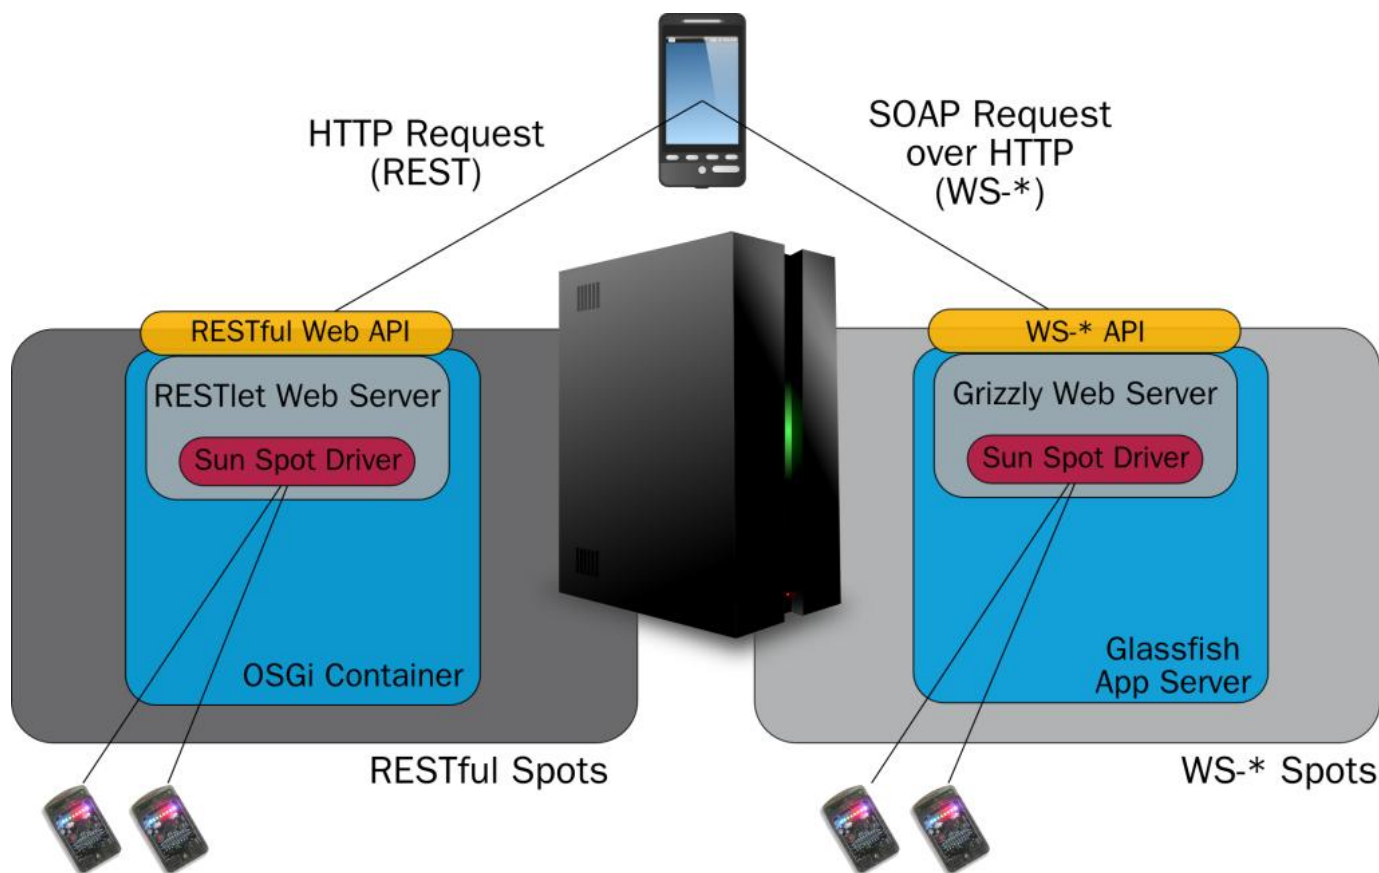 HTTP Request
(REST)
SOAP Request
over HTTP
(WS-*)
RESTful Web API
RESTlet Web Server
Sun Spot Driver
OSGi Container
RESTful Spots
WS-* API
Grizzly Web Server
Sun Spot Driver
Glassfish
App Server
WS-* Spots